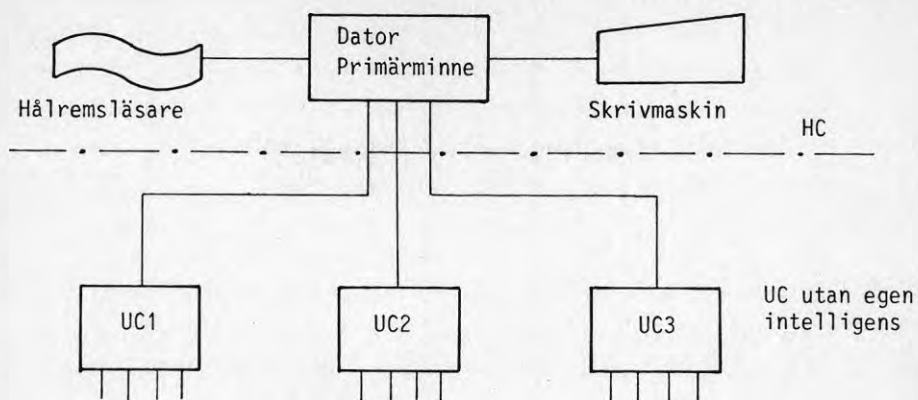 Dator
Primärminne
Hålremsläsare
Skrivmaskin
HC
UC1
UC2
UC3
UC utan egen
intelligens